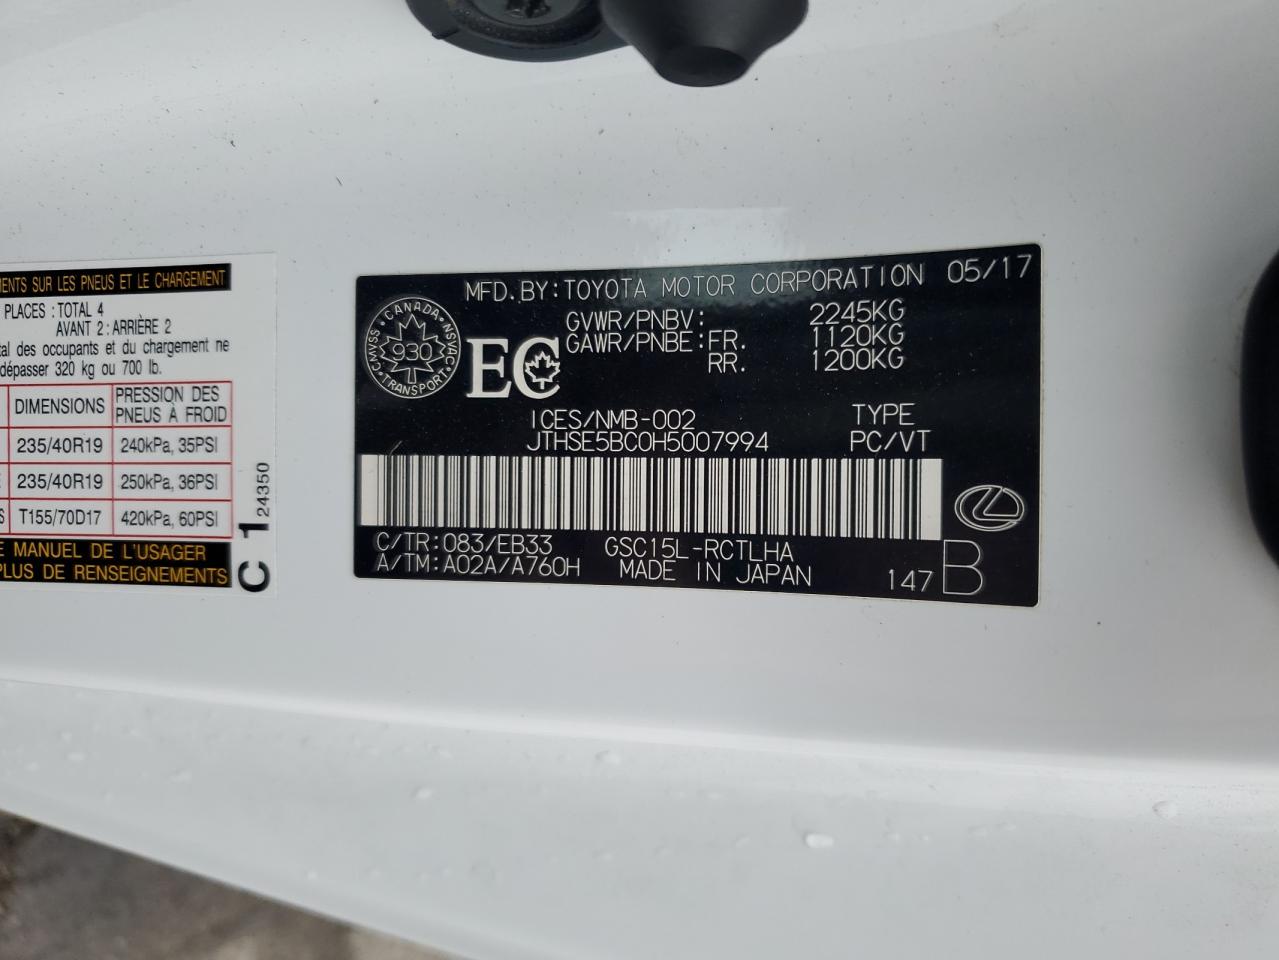 MENTS SUR LES PNEUS ET LE CHARGEMENT
PLACES : TOTAL 4
AVANT 2 : ARRIÈRE 2
tal des occupants et du chargement ne
dépasser 320 kg ou 700 lb.
DIMENSIONS PRESSION DES PNEUS À FROID
235/40R19 240kPa, 35PSI
235/40R19 250kPa, 36PSI
T155/70D17 420kPa, 60PSI
E MANUEL DE L'USAGER
PLUS DE RENSEIGNEMENTS
C 1 24350
MFD.BY:TOYOTA MOTOR CORPORATION 05/17
CANADA
CMVSS 930 NSVAC
TRANSPORT
EC
GVWR/PNBV: 2245KG
GAWR/PNBE:FR. 1120KG
RR. 1200KG
ICES/NMB-002 TYPE
JTHSE5BC0H5007994 PC/VT
C/TR:083/EB33 GSC15L-RCTLHA
A/TM:A02A/A760H MADE IN JAPAN 147 B